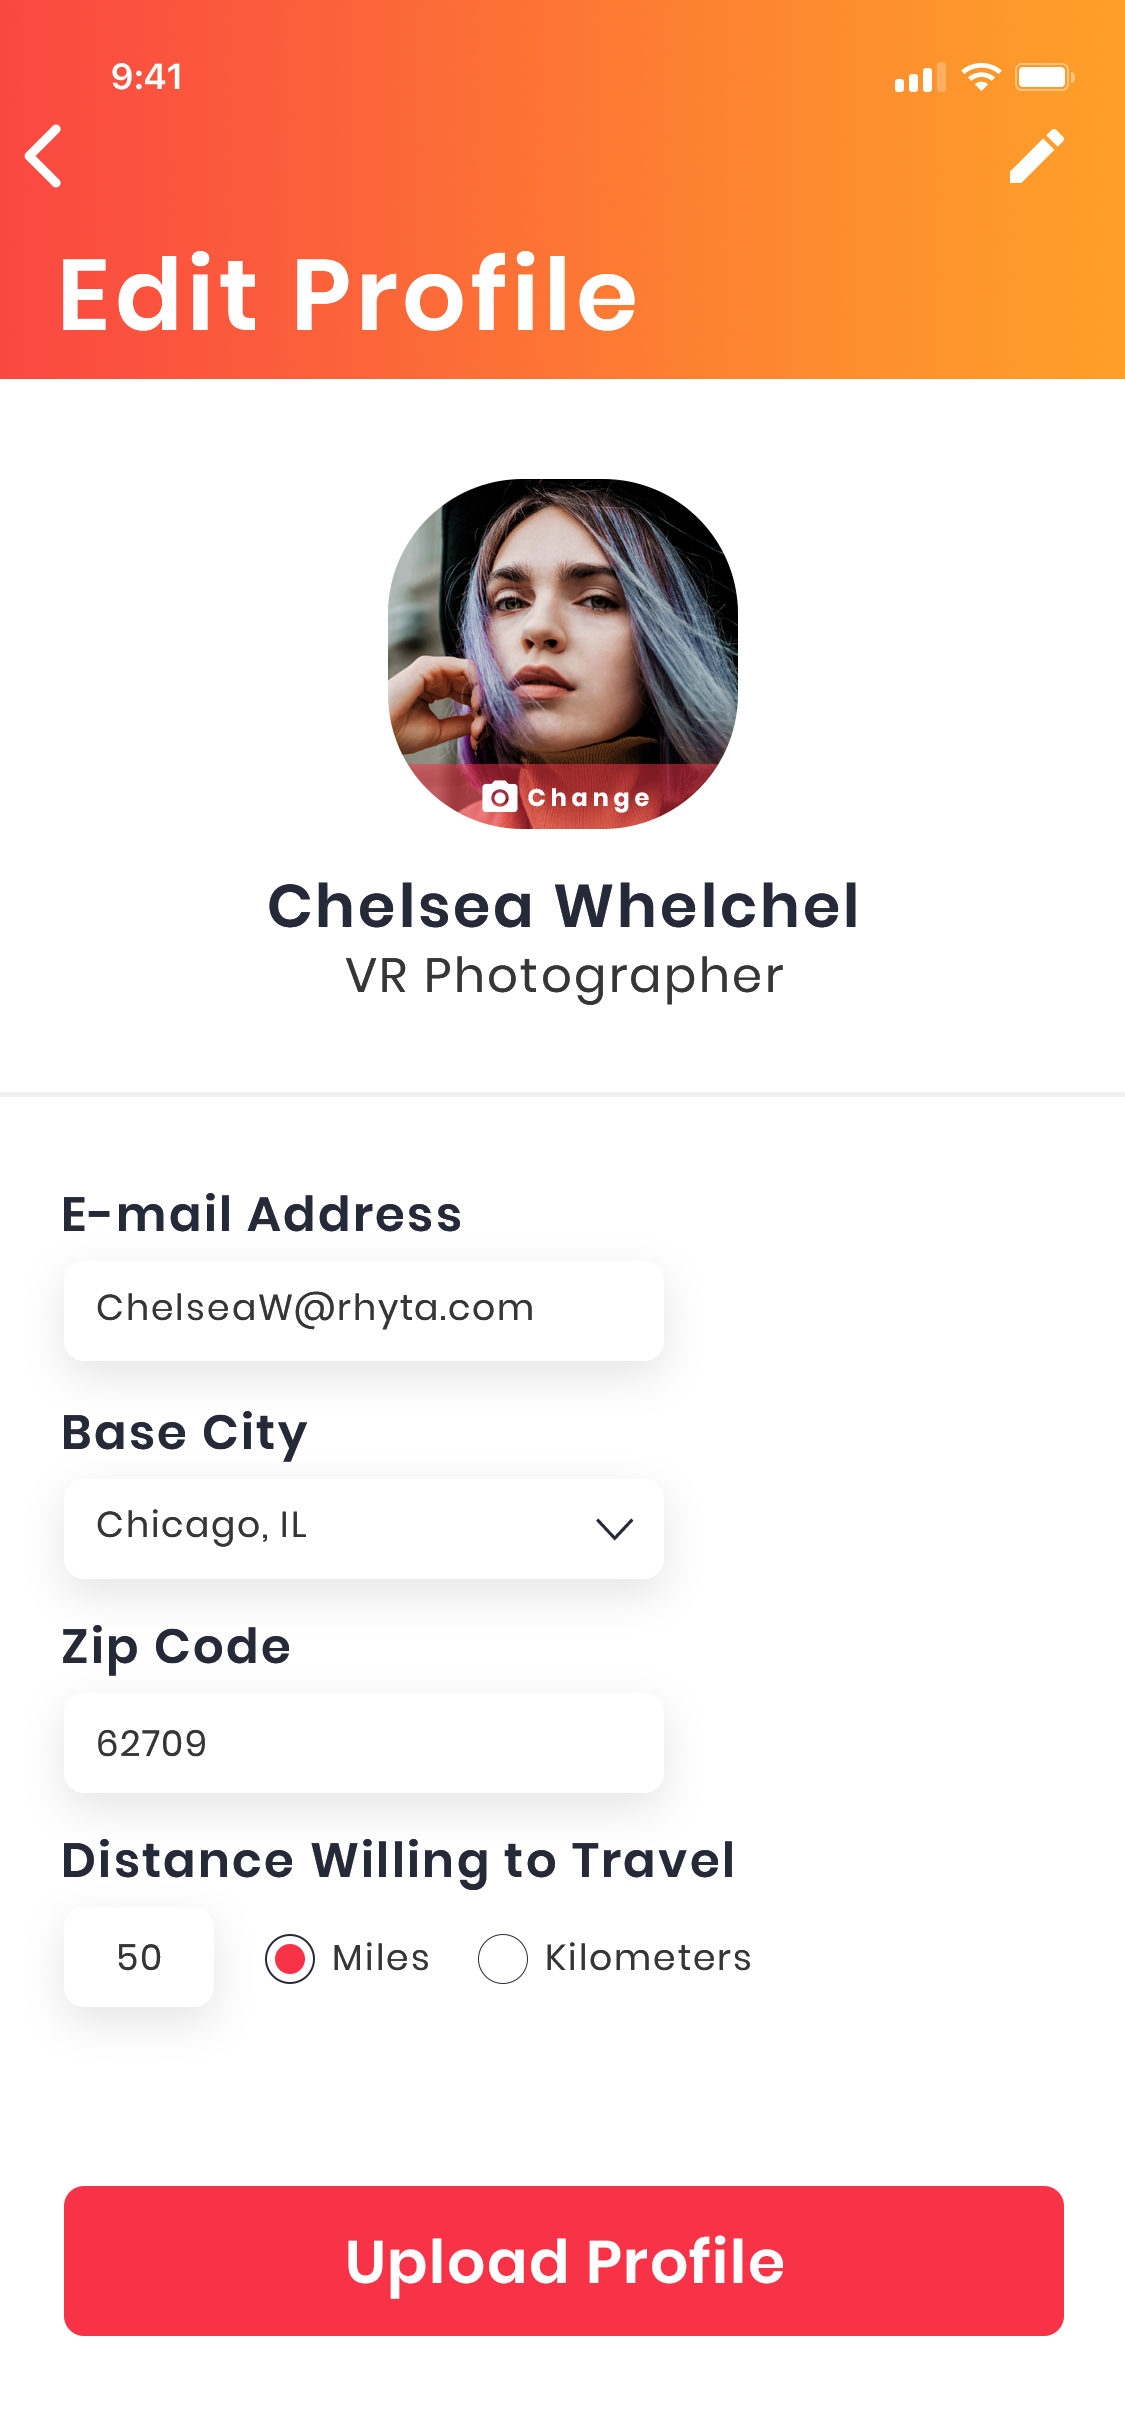 9:41
Edit Profile
Change
Chelsea Whelchel
VR Photographer
E-mail Address
ChelseaW@rhyta.com
Base City
Chicago, IL
Zip Code
62709
Distance Willing to Travel
50 Miles Kilometers
Upload Profile